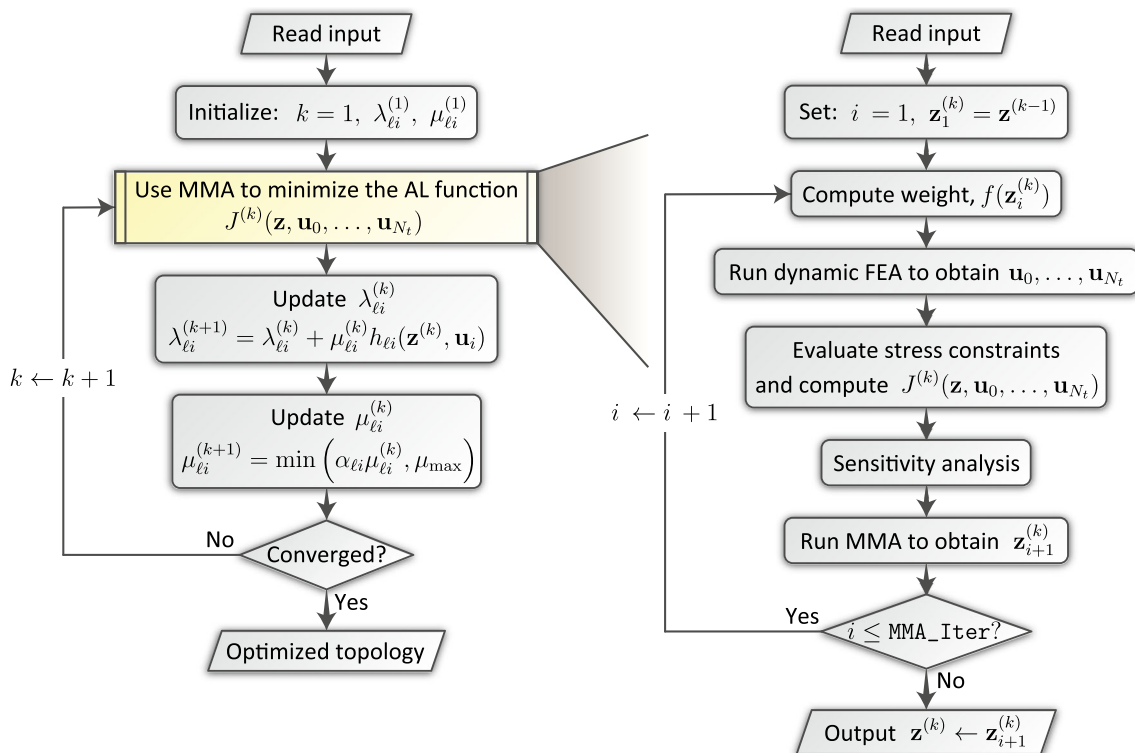 Read input
Initialize: k = 1, λ_{ℓi}^{(1)}, μ_{ℓi}^{(1)}
Use MMA to minimize the AL function
J^{(k)}(z, u_0, . . . , u_{N_t})
Update λ_{ℓi}^{(k)}
λ_{ℓi}^{(k+1)} = λ_{ℓi}^{(k)} + μ_{ℓi}^{(k)} h_{ℓi}(z^{(k)}, u_i)
k ← k + 1
Update μ_{ℓi}^{(k)}
μ_{ℓi}^{(k+1)} = min (α_{ℓi} μ_{ℓi}^{(k)}, μ_{max})
No
Converged?
Yes
Optimized topology
Read input
Set: i = 1, z_1^{(k)} = z^{(k−1)}
Compute weight, f(z_i^{(k)})
Run dynamic FEA to obtain u_0, . . . , u_{N_t}
Evaluate stress constraints
and compute J^{(k)}(z, u_0, . . . , u_{N_t})
i ← i + 1
Sensitivity analysis
Run MMA to obtain z_{i+1}^{(k)}
Yes
i ≤ MMA_Iter?
No
Output z^{(k)} ← z_{i+1}^{(k)}